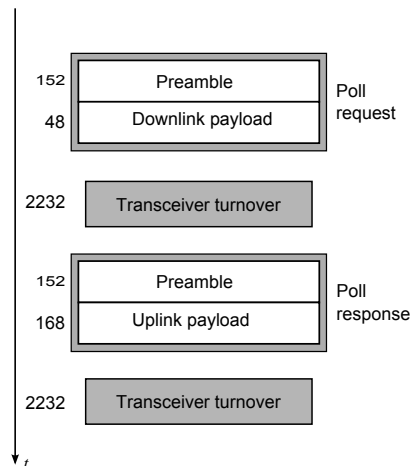 152 Preamble
48 Downlink payload
Poll
request
2232 Transceiver turnover
152 Preamble
168 Uplink payload
Poll
response
2232 Transceiver turnover
t